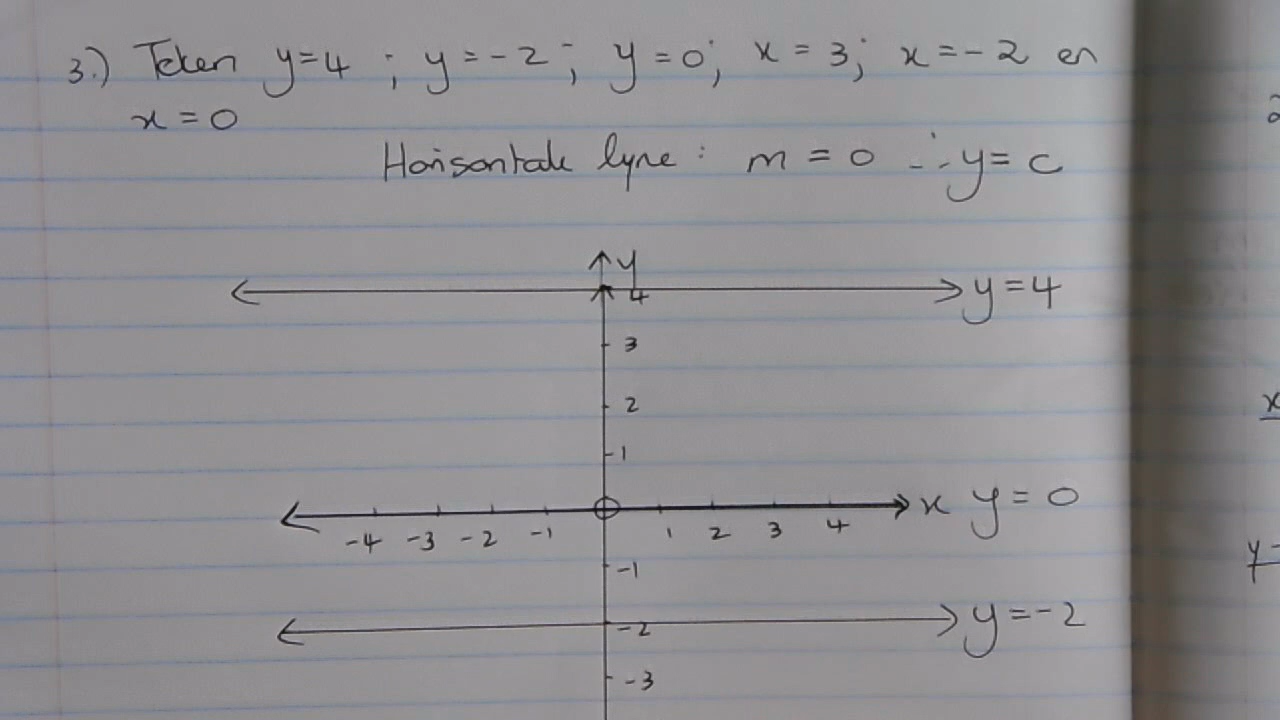 3.) Teken y=4 ; y=-2 ; y=0; x=3; x=-2 en
x=0
Horisontale lyne: m=0 ∴ y=c
y
4 y=4
3
2
1
x y=0
-4 -3 -2 -1 1 2 3 4
-1
-2 y=-2
-3